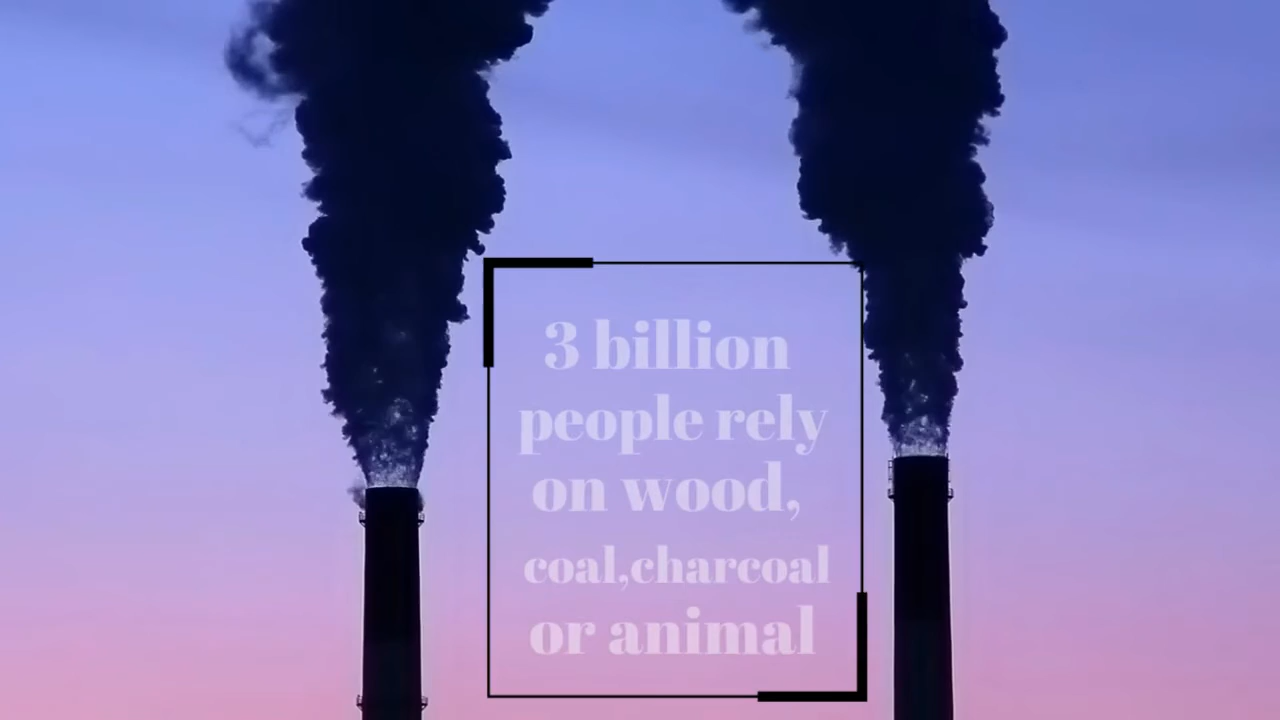 3 billion
people rely
on wood,
coal,charcoal
or animal